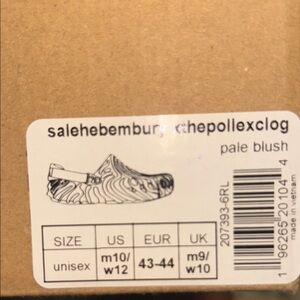 salehebembury xthepollexclog
pale blush
SIZE US EUR UK
unisex m10/ w12 43-44 m9/ w10
207393-6RL
1 96265 20104 4
made in vietnam